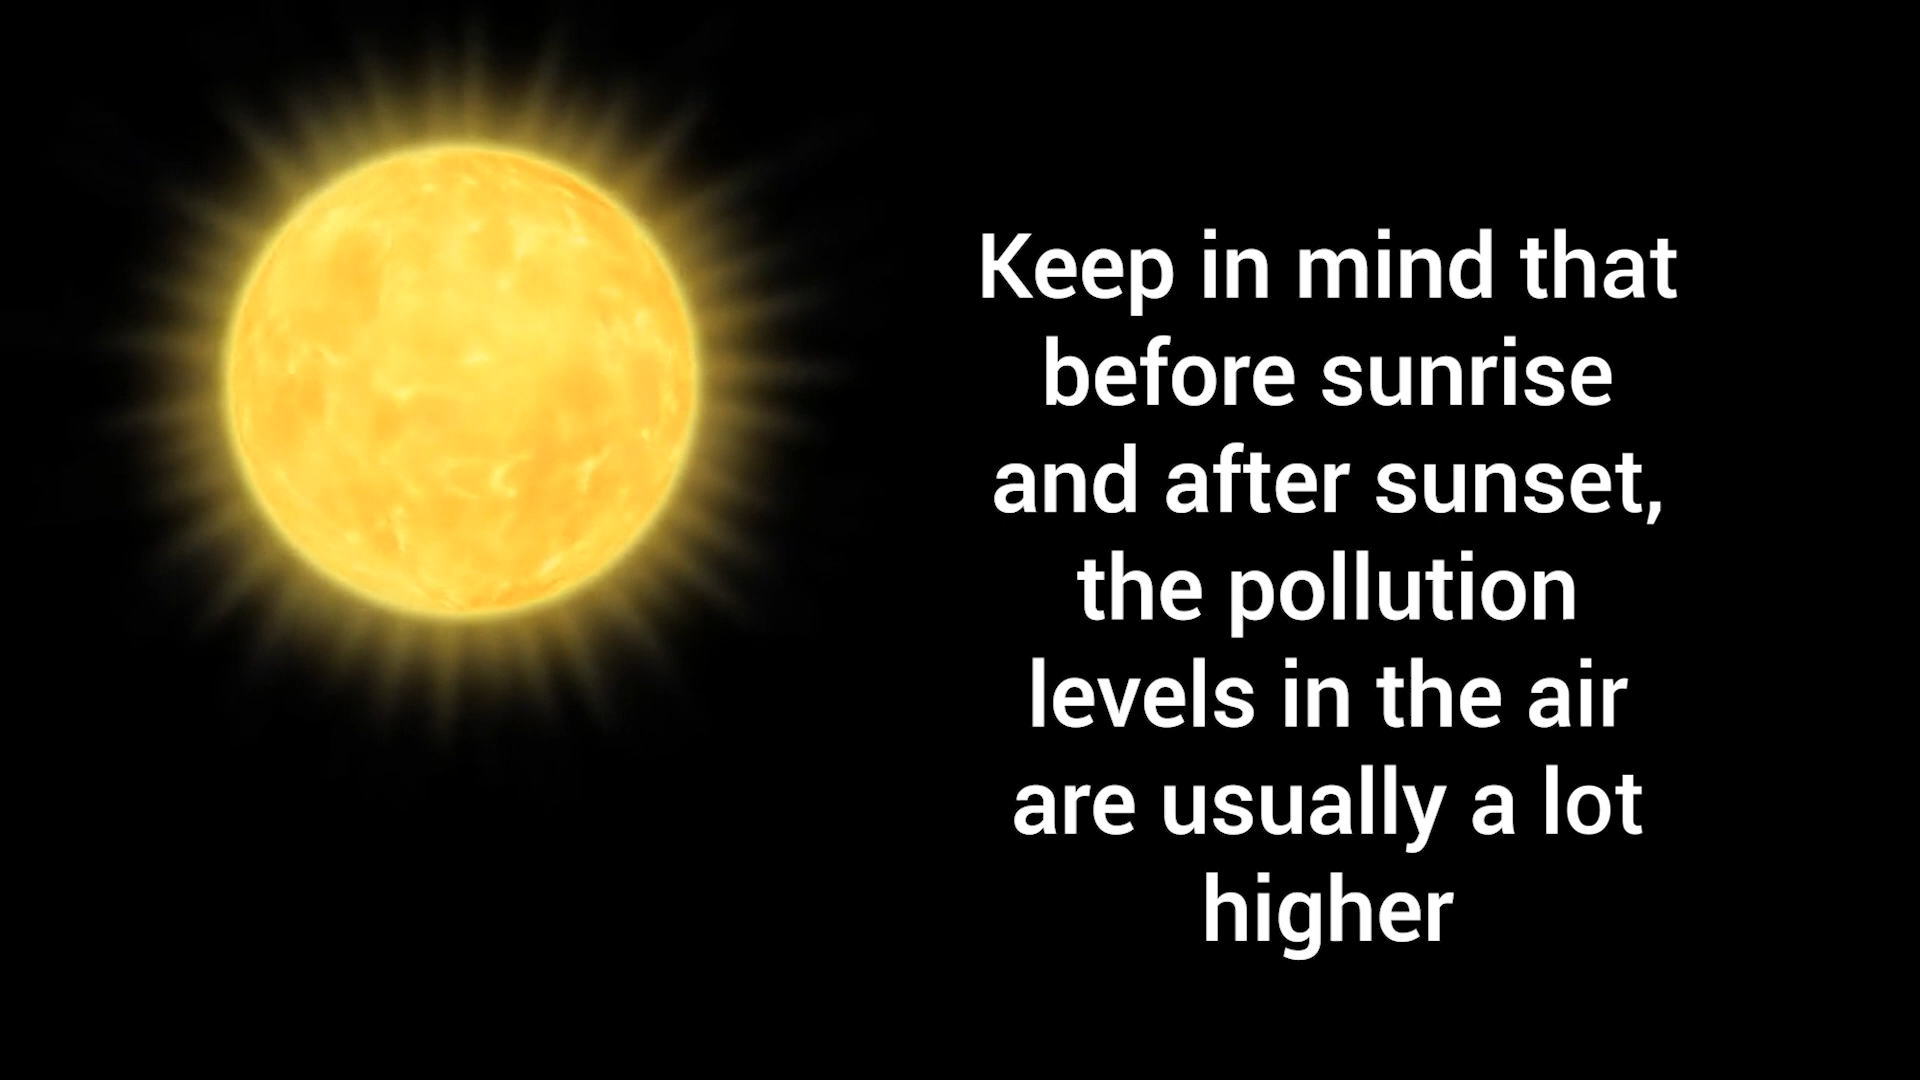 Keep in mind that
before sunrise
and after sunset,
the pollution
levels in the air
are usually a lot
higher